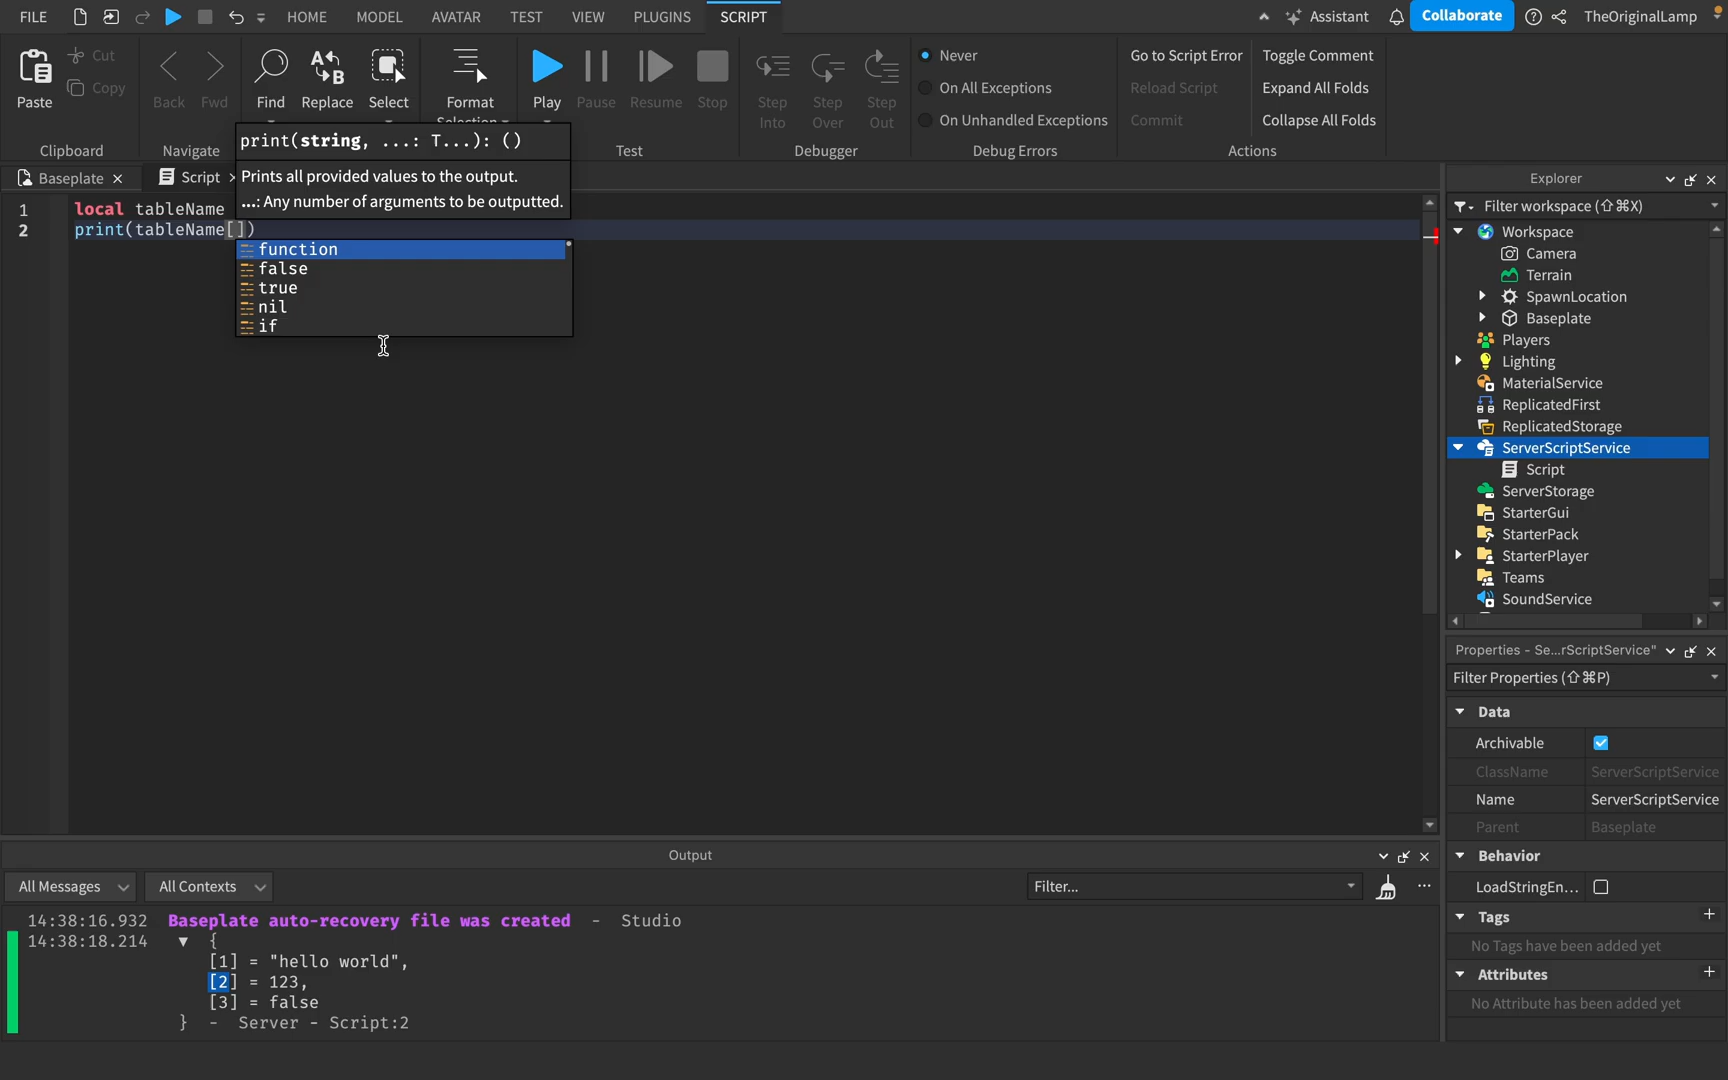 FILE HOME MODEL AVATAR TEST VIEW PLUGINS SCRIPT Assistant Collaborate TheOriginalLamp
Paste Cut Copy Back Fwd Find Replace Select Format Selection Play Pause Resume Stop Step Into Step Over Step Out
Never
On All Exceptions
On Unhandled Exceptions
Go to Script Error
Reload Script
Commit
Toggle Comment
Expand All Folds
Collapse All Folds
Clipboard Navigate Test Debugger Debug Errors Actions
print(string, ...: T...): ()
Prints all provided values to the output.
...: Any number of arguments to be outputted.
Baseplate Script
1 local tableName
2 print(tableName[])
function
false
true
nil
if
Explorer
Filter workspace (⇧⌘X)
Workspace
Camera
Terrain
SpawnLocation
Baseplate
Players
Lighting
MaterialService
ReplicatedFirst
ReplicatedStorage
ServerScriptService
Script
ServerStorage
StarterGui
StarterPack
StarterPlayer
Teams
SoundService
Properties - Se...rScriptService"
Filter Properties (⇧⌘P)
Data
Archivable
ClassName ServerScriptService
Name ServerScriptService
Parent Baseplate
Behavior
LoadStringEn...
Tags
No Tags have been added yet
Attributes
No Attribute has been added yet
Output
All Messages All Contexts Filter...
14:38:16.932 Baseplate auto-recovery file was created - Studio
14:38:18.214 ▼ {
[1] = "hello world",
[2] = 123,
[3] = false
} - Server - Script:2